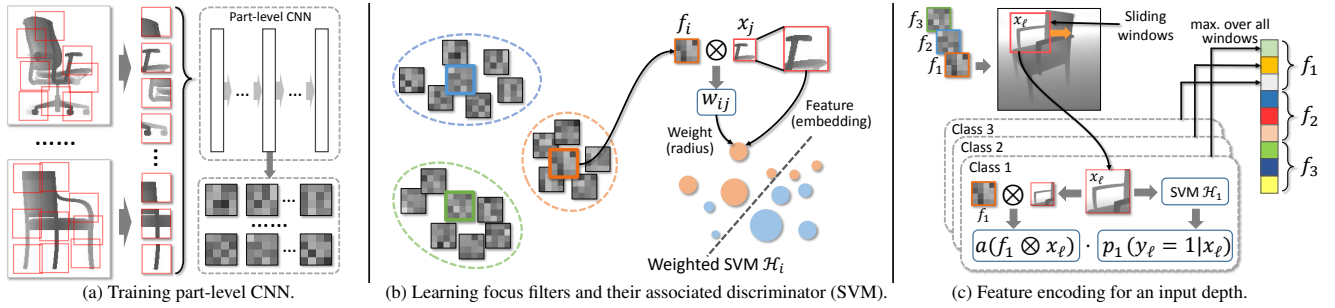 Part-level CNN
...
...
......
...
...
......
...
(a) Training part-level CNN.
f_i ⊗ x_j
w_ij
Weight
(radius)
Feature
(embedding)
Weighted SVM ℋ_i
(b) Learning focus filters and their associated discriminator (SVM).
f_3
f_2
f_1
x_ℓ
Sliding
windows
max. over all
windows
f_1
f_2
f_3
Class 3
Class 2
Class 1
x_ℓ
f_1
⊗
SVM ℋ_1
a(f_1 ⊗ x_ℓ) · p_1(y_ℓ = 1|x_ℓ)
(c) Feature encoding for an input depth.